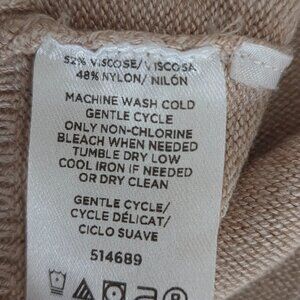 52% VISCOSE/VISCOSA
48% NYLON/ NILÓN
MACHINE WASH COLD
GENTLE CYCLE
ONLY NON-CHLORINE
BLEACH WHEN NEEDED
TUMBLE DRY LOW
COOL IRON IF NEEDED
OR DRY CLEAN
GENTLE CYCLE/
CYCLE DÉLICAT/
CICLO SUAVE
514689